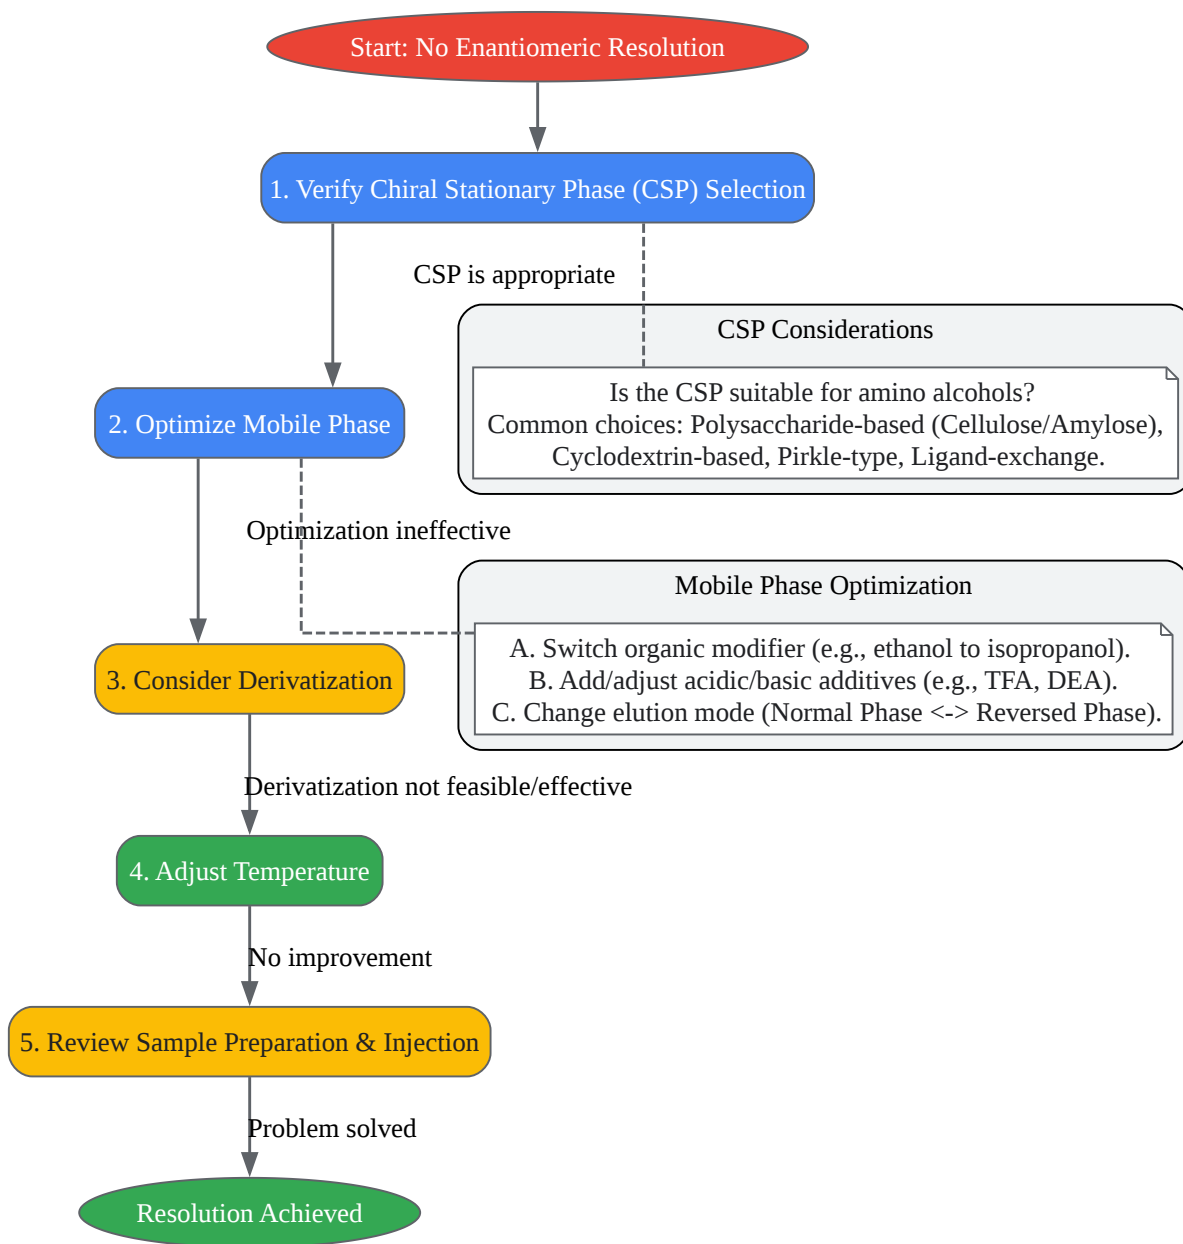 Start: No Enantiomeric Resolution
1. Verify Chiral Stationary Phase (CSP) Selection
CSP is appropriate
CSP Considerations
Is the CSP suitable for amino alcohols?
Common choices: Polysaccharide-based (Cellulose/Amylose),
Cyclodextrin-based, Pirkle-type, Ligand-exchange.
2. Optimize Mobile Phase
Optimization ineffective
Mobile Phase Optimization
A. Switch organic modifier (e.g., ethanol to isopropanol).
B. Add/adjust acidic/basic additives (e.g., TFA, DEA).
C. Change elution mode (Normal Phase <-> Reversed Phase).
3. Consider Derivatization
Derivatization not feasible/effective
4. Adjust Temperature
No improvement
5. Review Sample Preparation & Injection
Problem solved
Resolution Achieved